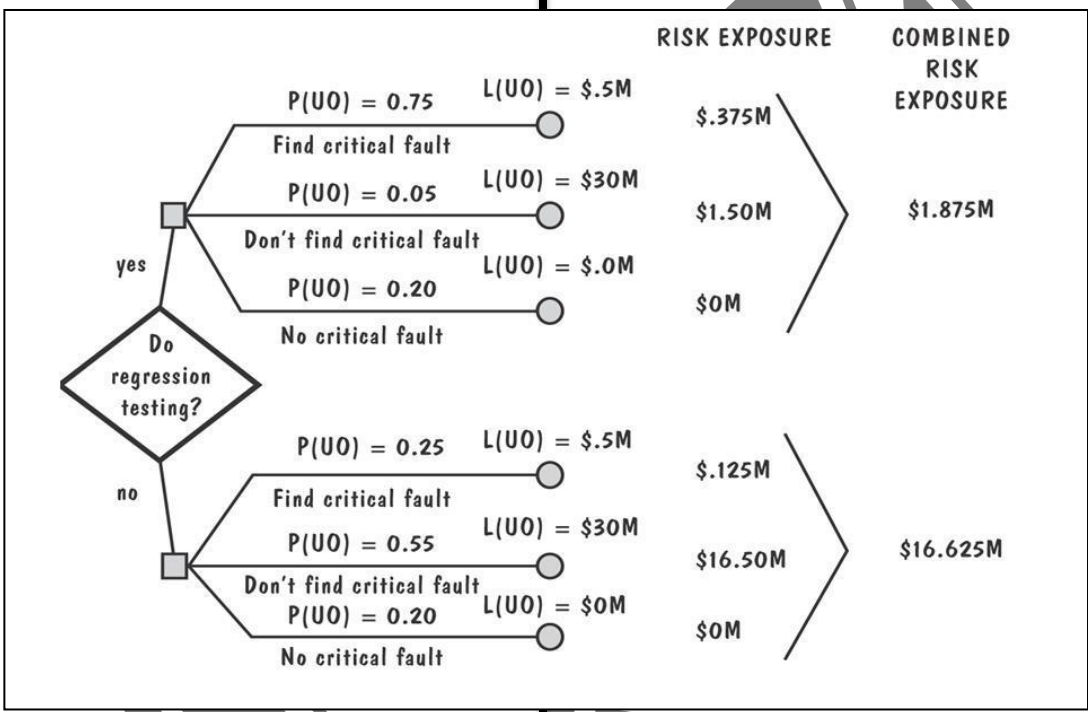 RISK EXPOSURE
COMBINED
RISK
EXPOSURE
P(UO) = 0.75
L(UO) = $.5M
$.375M
Find critical fault
P(UO) = 0.05
L(UO) = $30M
$1.50M
$1.875M
Don't find critical fault
yes
P(UO) = 0.20
L(UO) = $.0M
$0M
No critical fault
Do
regression
testing?
no
P(UO) = 0.25
L(UO) = $.5M
$.125M
Find critical fault
P(UO) = 0.55
L(UO) = $30M
$16.50M
$16.625M
Don't find critical fault
P(UO) = 0.20
L(UO) = $0M
$0M
No critical fault